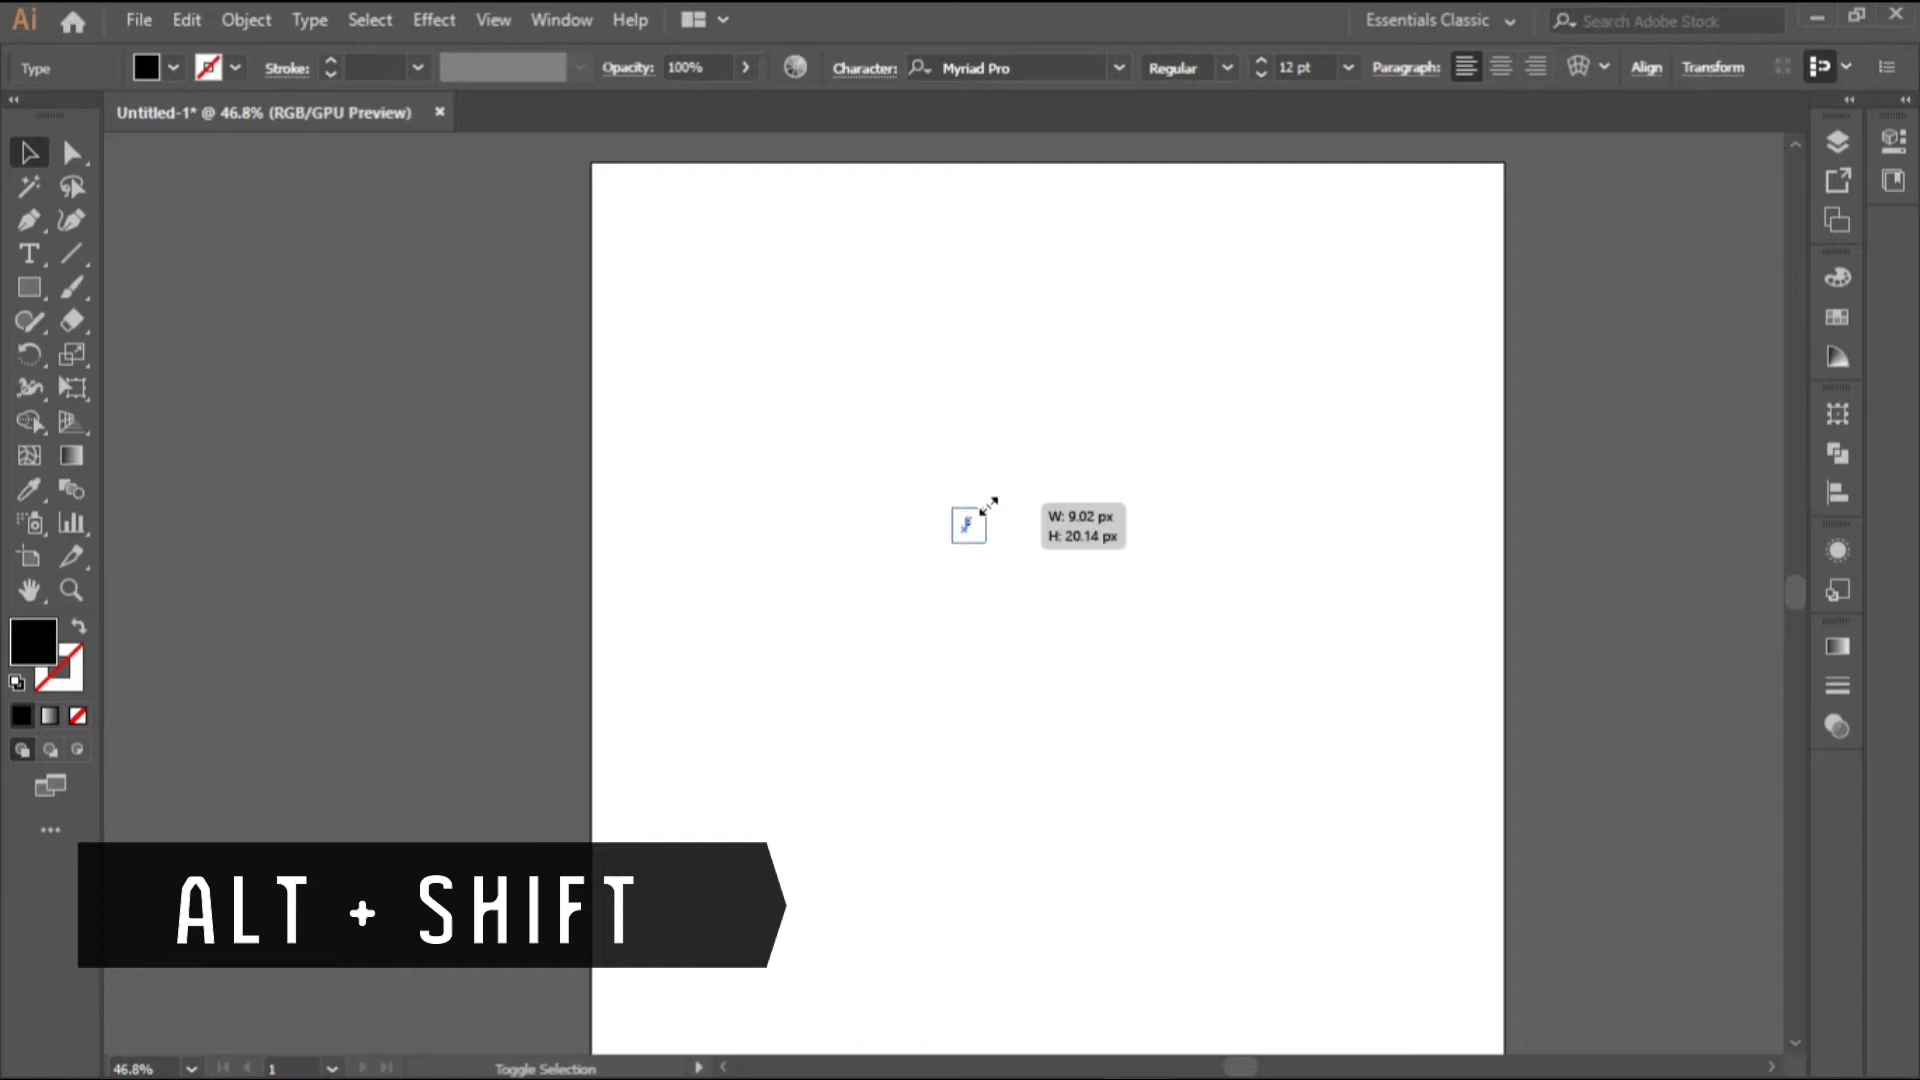 Ai File Edit Object Type Select Effect View Window Help Essentials Classic Search Adobe Stock
Type Stroke: Opacity: 100% Character: Myriad Pro Regular 12 pt Paragraph: Align Transform
Untitled-1* @ 46.8% (RGB/GPU Preview)
W: 9.02 px
H: 20.14 px
ALT + SHIFT
46.8% 1 Toggle Selection